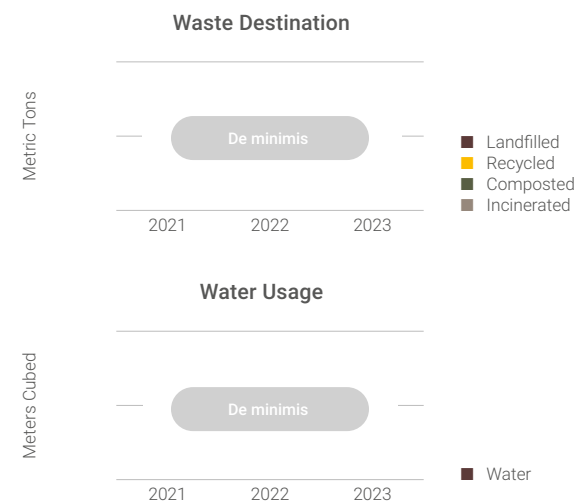 Waste Destination
Metric Tons
De minimis
Landfilled
Recycled
Composted
Incinerated
2021 2022 2023
Water Usage
Meters Cubed
De minimis
Water
2021 2022 2023